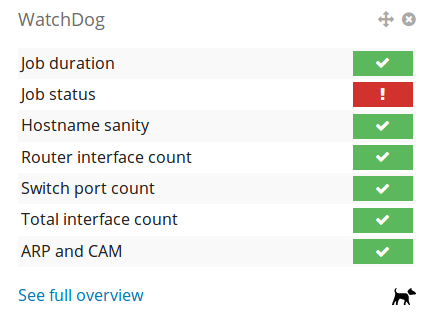 WatchDog
Job duration
Job status
Hostname sanity
Router interface count
Switch port count
Total interface count
ARP and CAM
See full overview